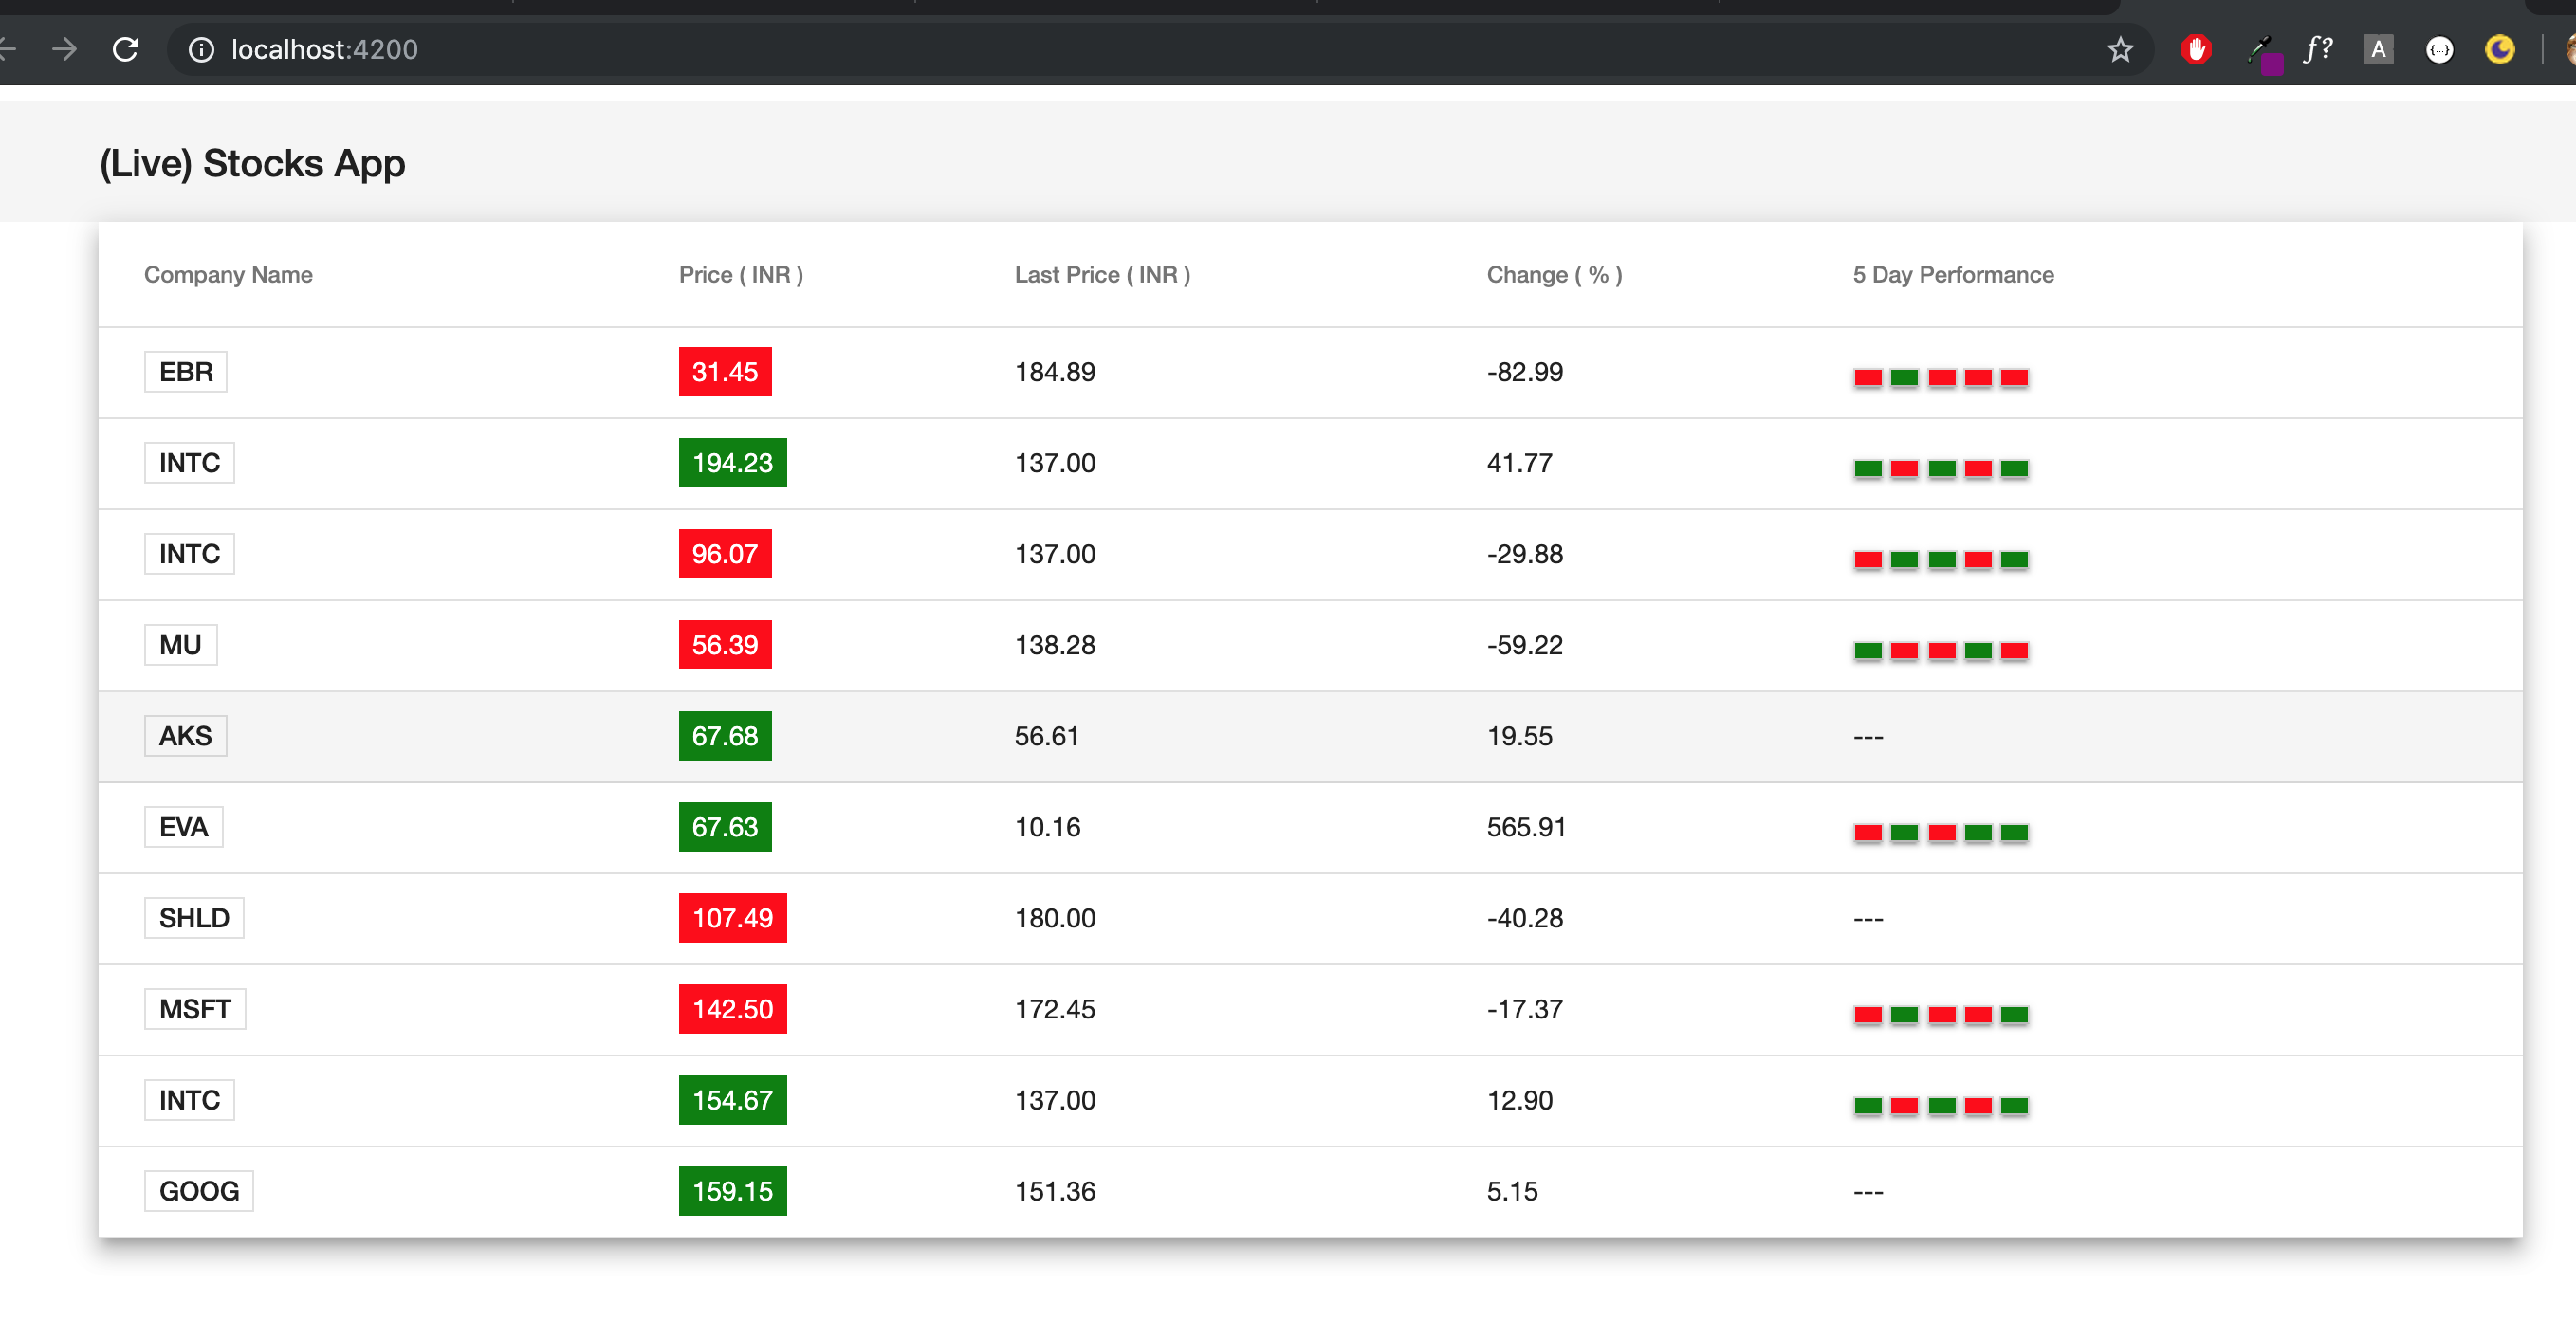 localhost:4200
f? A {...}
(Live) Stocks App
Company Name Price ( INR ) Last Price ( INR ) Change ( % ) 5 Day Performance
EBR 31.45 184.89 -82.99
INTC 194.23 137.00 41.77
INTC 96.07 137.00 -29.88
MU 56.39 138.28 -59.22
AKS 67.68 56.61 19.55 ---
EVA 67.63 10.16 565.91
SHLD 107.49 180.00 -40.28 ---
MSFT 142.50 172.45 -17.37
INTC 154.67 137.00 12.90
GOOG 159.15 151.36 5.15 ---